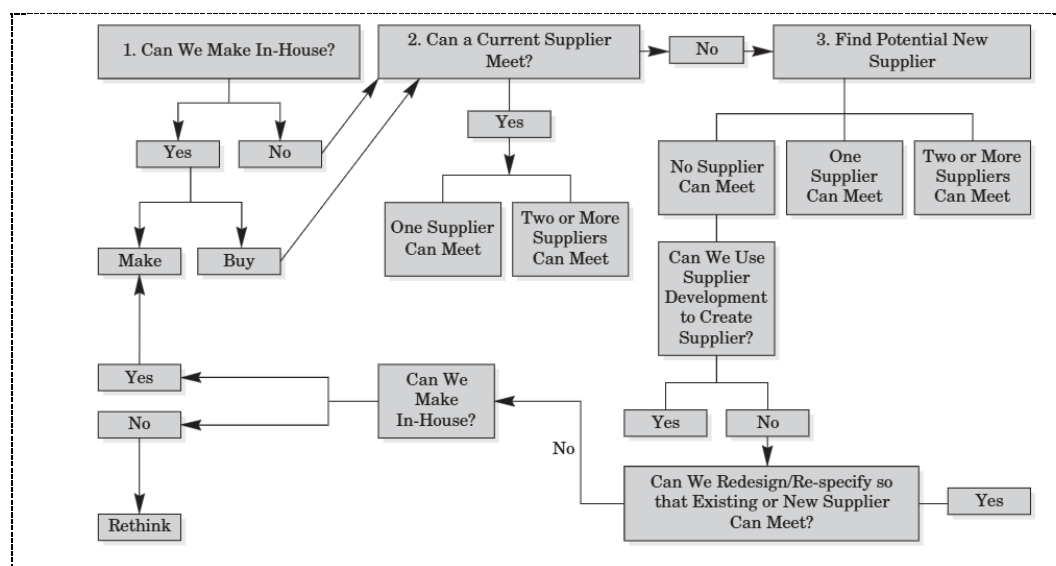 1. Can We Make In-House?
2. Can a Current Supplier
Meet?
No
3. Find Potential New
Supplier
Yes
No
Yes
No Supplier
Can Meet
One
Supplier
Can Meet
Two or More
Suppliers
Can Meet
Make
Buy
One Supplier
Can Meet
Two or More
Suppliers
Can Meet
Can We Use
Supplier
Development
to Create
Supplier?
Yes
No
Can We
Make
In-House?
Yes
No
No
Can We Redesign/Re-specify so
that Existing or New Supplier
Can Meet?
Yes
Rethink